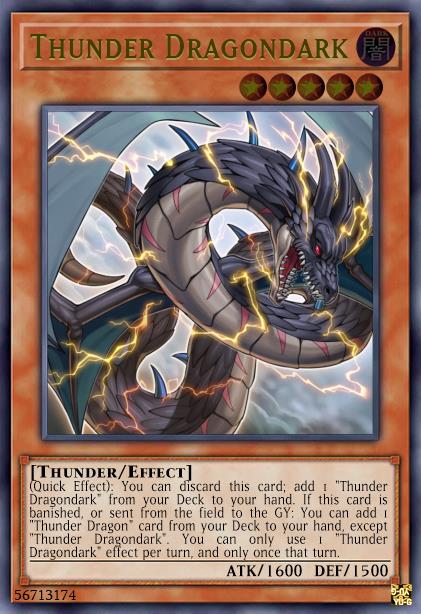 THUNDER DRAGONDARK
DARK
闇
[THUNDER/EFFECT]
(Quick Effect): You can discard this card; add 1 "Thunder
Dragondark" from your Deck to your hand. If this card is
banished, or sent from the field to the GY: You can add 1
"Thunder Dragon" card from your Deck to your hand, except
"Thunder Dragondark". You can only use 1 "Thunder
Dragondark" effect per turn, and only once that turn.
ATK/1600 DEF/1500
56713174